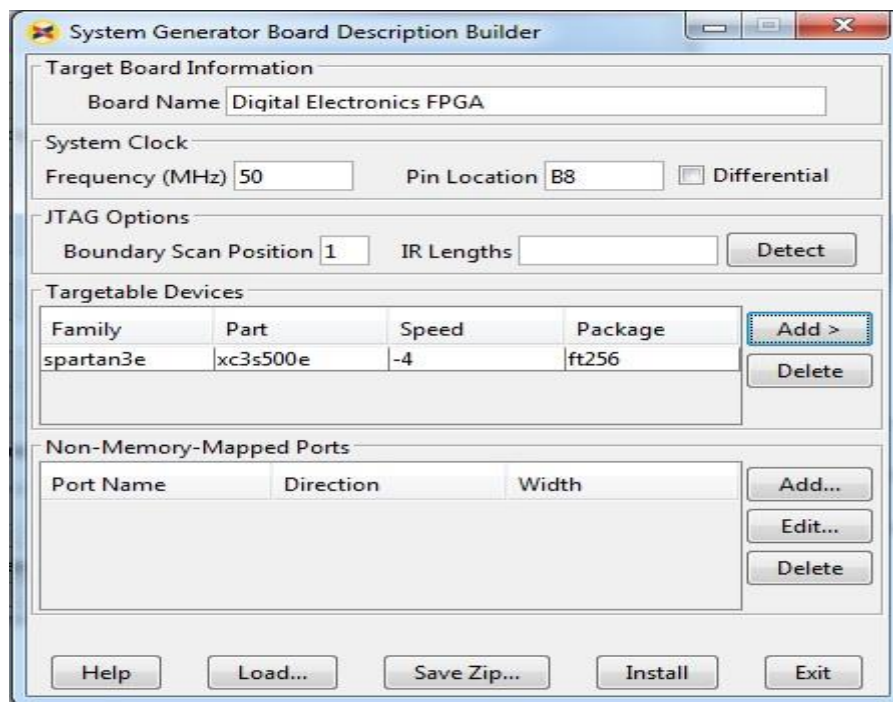 System Generator Board Description Builder
Target Board Information
Board Name Digital Electronics FPGA
System Clock
Frequency (MHz) 50 Pin Location B8 Differential
JTAG Options
Boundary Scan Position 1 IR Lengths Detect
Targetable Devices
Family Part Speed Package Add >
spartan3e xc3s500e -4 ft256
Delete
Non-Memory-Mapped Ports
Port Name Direction Width Add...
Edit...
Delete
Help Load... Save Zip... Install Exit